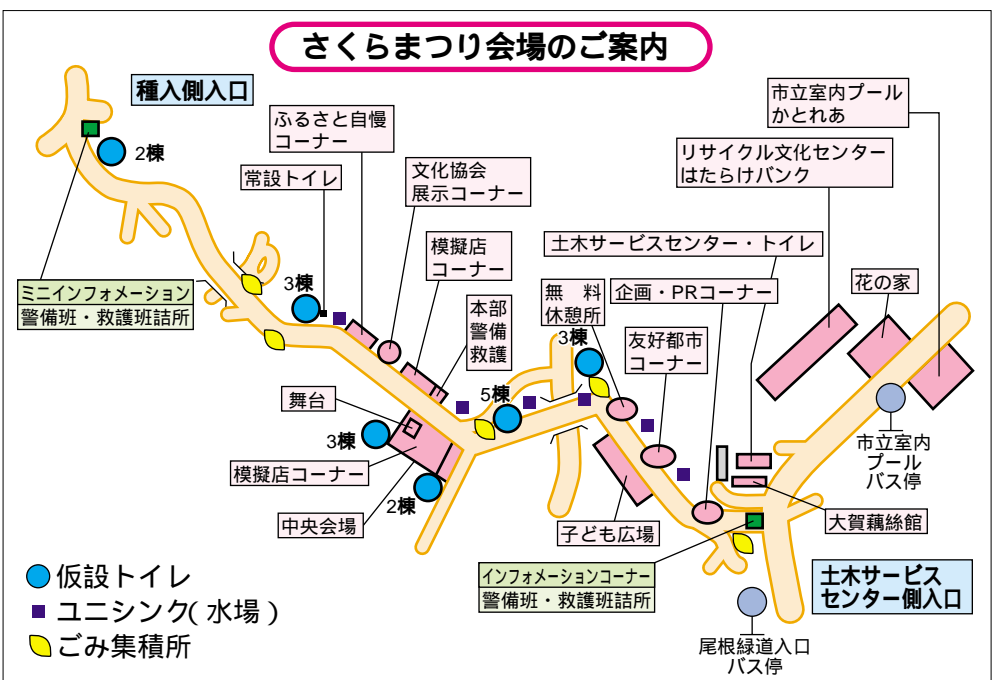 さくらまつり会場のご案内
種入側入口
2棟
ふるさと自慢
コーナー
常設トイレ
文化協会
展示コーナー
模擬店
コーナー
本部
警備
救護
市立室内プール
かとれあ
リサイクル文化センター
はたらけバンク
土木サービスセンター・トイレ
無 料
休憩所
企画・PRコーナー
花の家
友好都市
コーナー
ミニインフォメーション
警備班・救護班詰所
3棟
3棟
5棟
舞台
3棟
模擬店コーナー
2棟
中央会場
子ども広場
市立室内
プール
バス停
大賀藕絲館
インフォメーションコーナー
警備班・救護班詰所
土木サービス
センター側入口
尾根緑道入口
バス停
仮設トイレ
ユニシンク(水場)
ごみ集積所